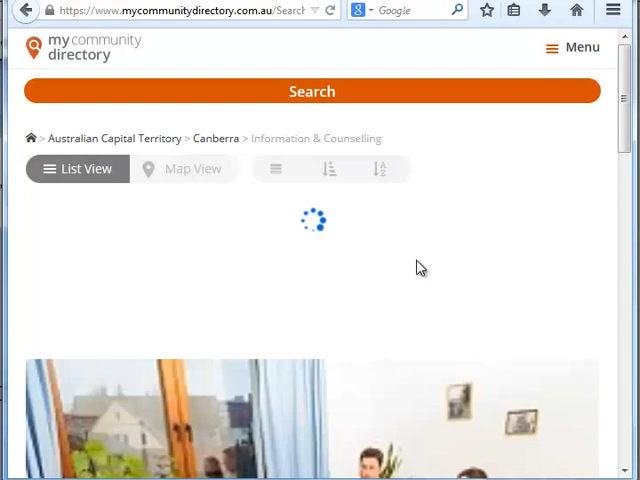 https://www.mycommunitydirectory.com.au/Search
Google
my community
directory
Menu
Search
> Australian Capital Territory > Canberra > Information & Counselling
List View
Map View